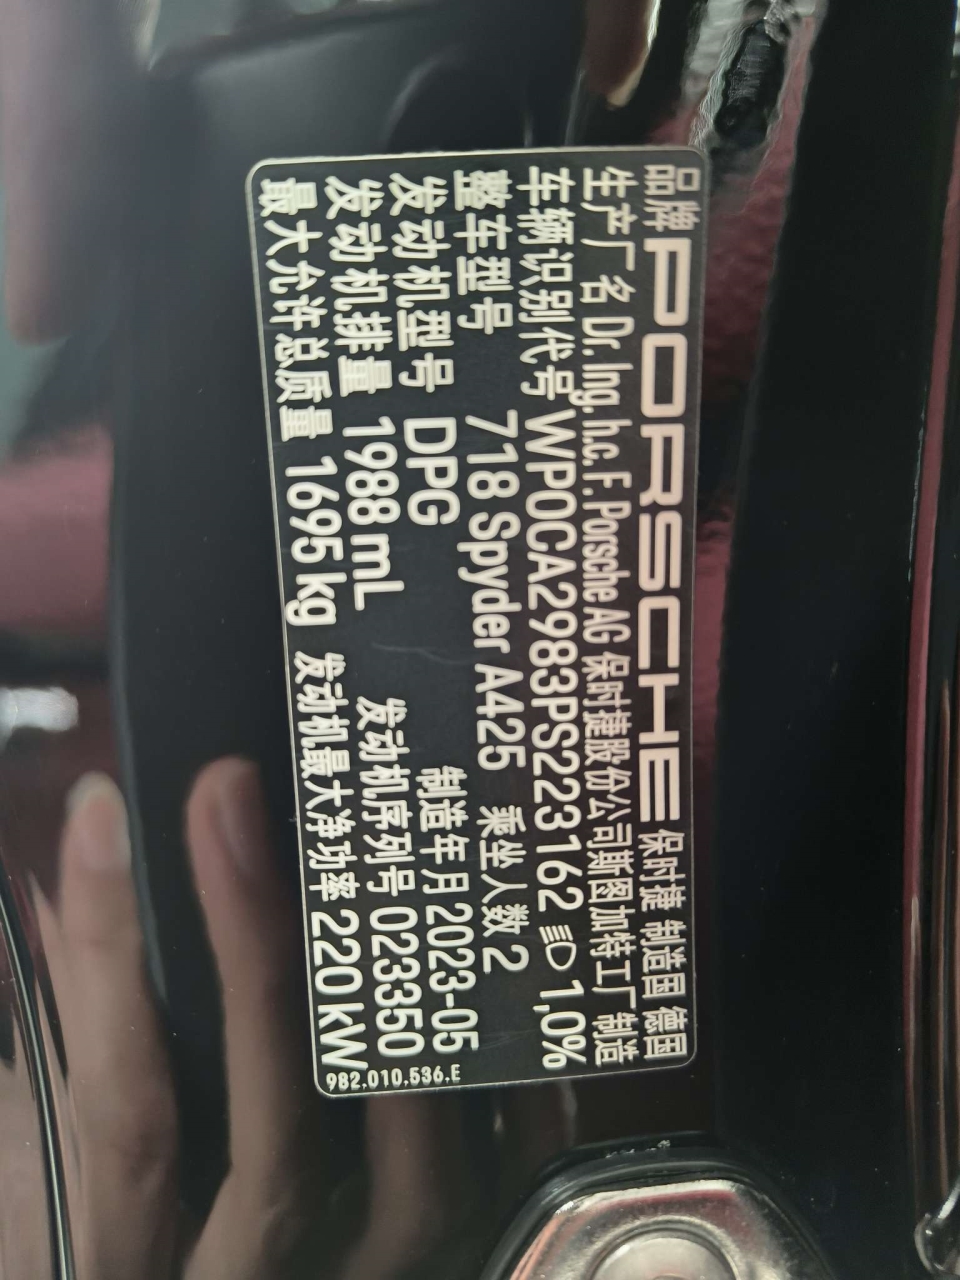 品牌 PORSCHE 保时捷 制造国 德国
生产厂名 Dr. Ing. h.c. F. Porsche AG 保时捷股份公司斯图加特工厂制造
车辆识别代号 WP0CA2983PS223162 1,0%
整车型号 718 Spyder A425 乘坐人数 2
发动机型号 DPG 制造年月 2023-05
发动机排量 1988 mL 发动机序列号 023350
最大允许总质量 1695 kg 发动机最大净功率 220 kW
982.010.536.E